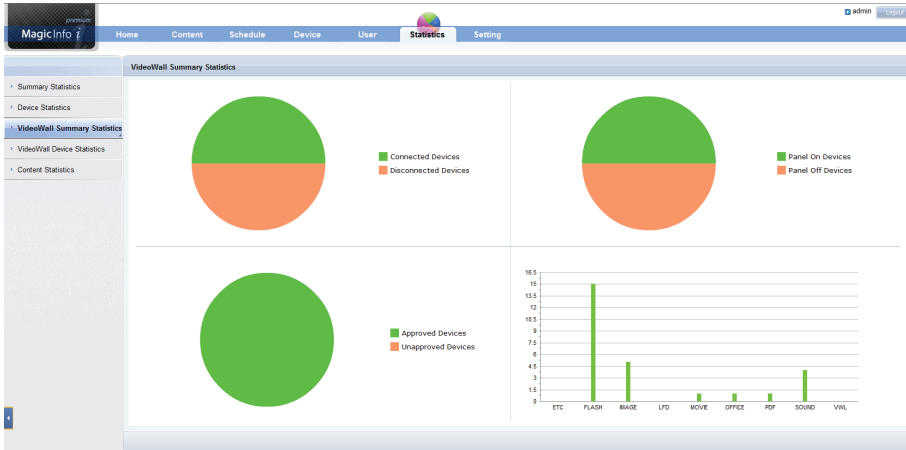 premium
MagicInfo i
admin
Logout
Home Content Schedule Device User Statistics Setting
VideoWall Summary Statistics
Summary Statistics
Device Statistics
VideoWall Summary Statistics
VideoWall Device Statistics
Content Statistics
Connected Devices
Disconnected Devices
Panel On Devices
Panel Off Devices
Approved Devices
Unapproved Devices
16.5
15
13.5
12
10.5
9
7.5
6
4.5
3
1.5
0
ETC FLASH IMAGE LFD MOVIE OFFICE PDF SOUND VWL